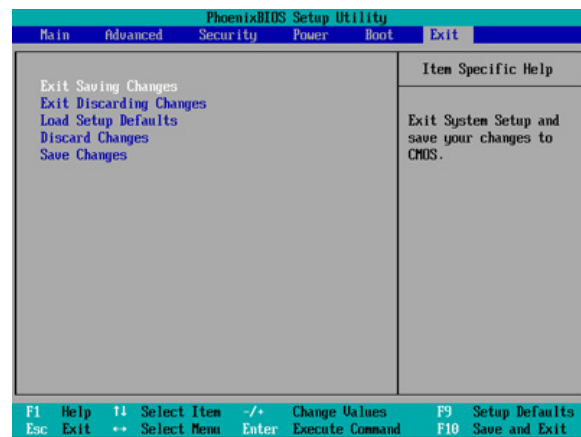 PhoenixBIOS Setup Utility
Main Advanced Security Power Boot Exit
Exit Saving Changes
Exit Discarding Changes
Load Setup Defaults
Discard Changes
Save Changes
Item Specific Help
Exit System Setup and
save your changes to
CMOS.
F1 Help ↑↓ Select Item -/+ Change Values F9 Setup Defaults
Esc Exit ↔ Select Menu Enter Execute Command F10 Save and Exit